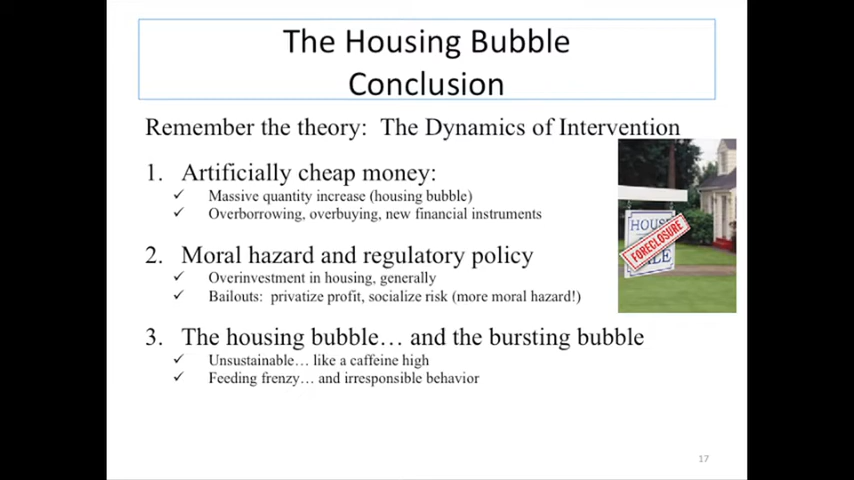 The Housing Bubble
Conclusion
Remember the theory:  The Dynamics of Intervention
1. Artificially cheap money:
✓ Massive quantity increase (housing bubble)
✓ Overborrowing, overbuying, new financial instruments
2. Moral hazard and regulatory policy
✓ Overinvestment in housing, generally
✓ Bailouts:  privatize profit, socialize risk (more moral hazard!)
3. The housing bubble… and the bursting bubble
✓ Unsustainable… like a caffeine high
✓ Feeding frenzy… and irresponsible behavior
FORECLOSURE
17